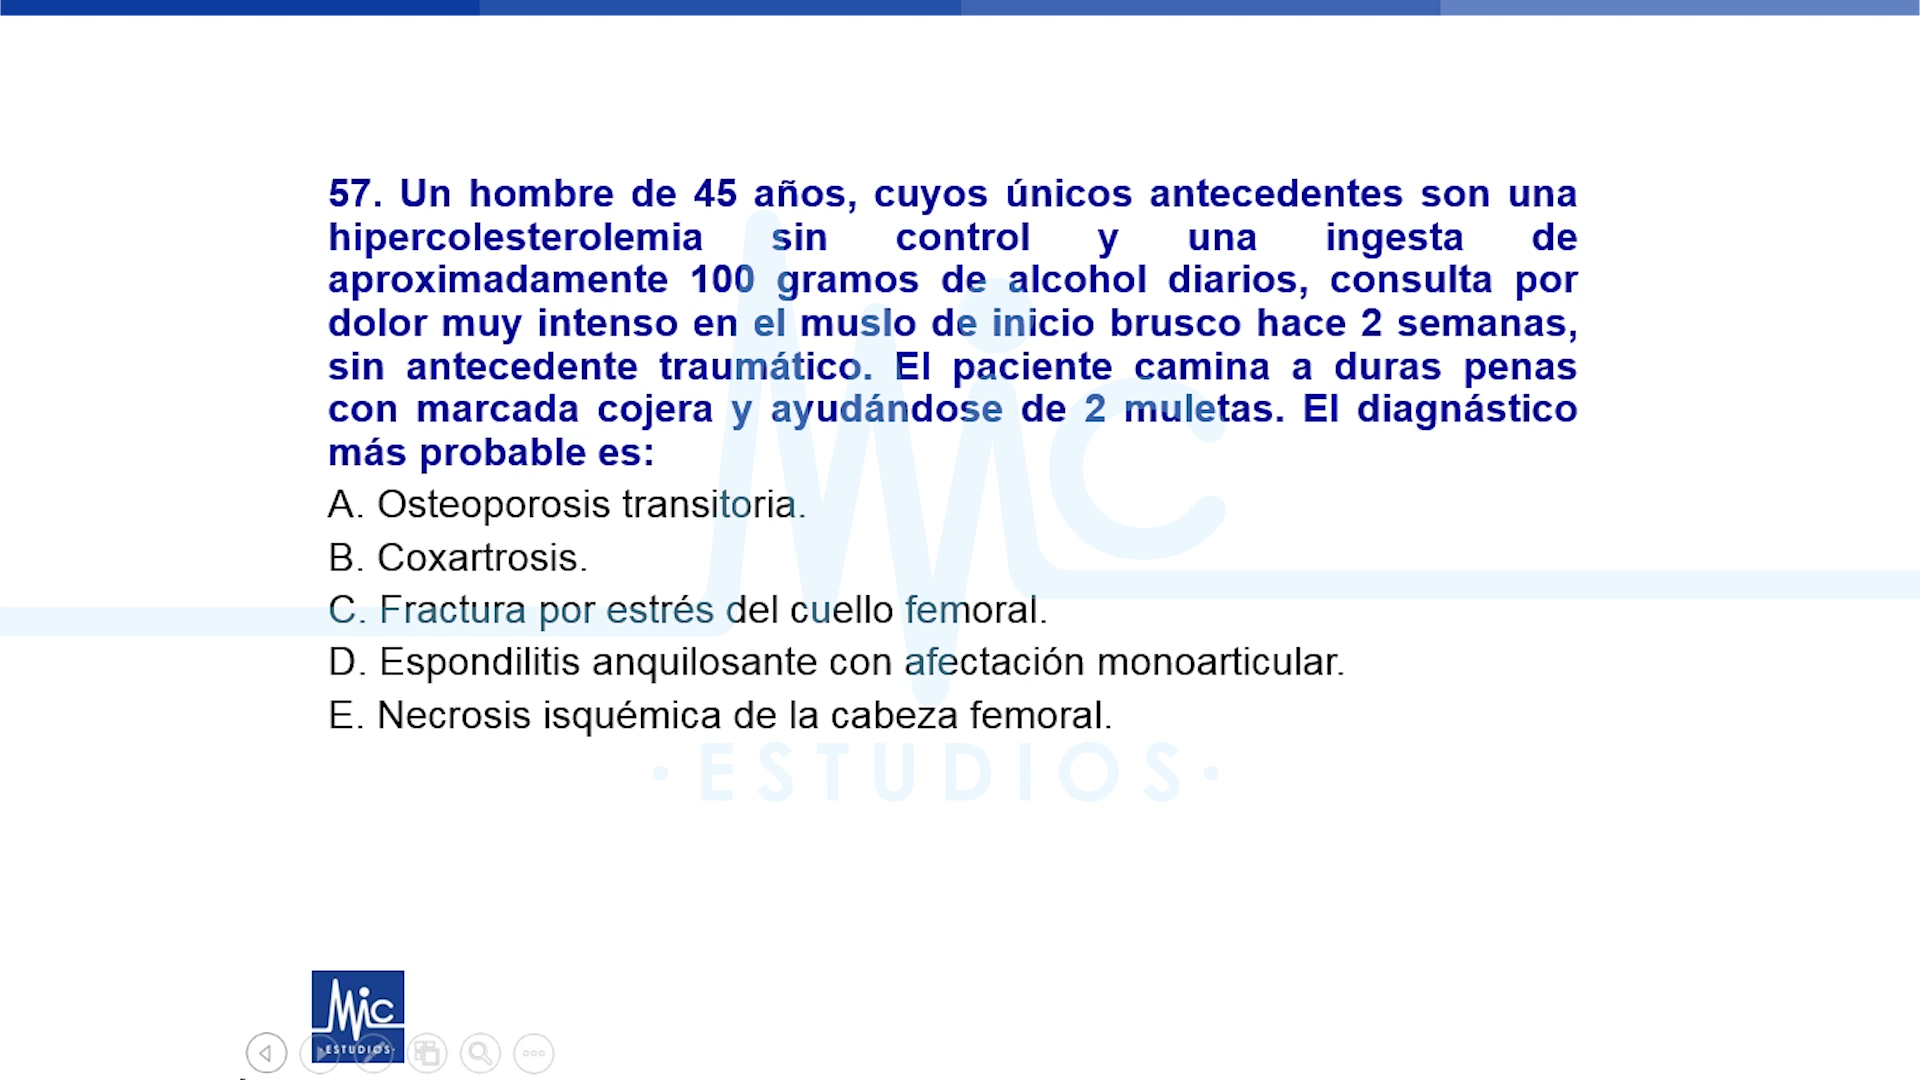 57. Un hombre de 45 años, cuyos únicos antecedentes son una
hipercolesterolemia sin control y una ingesta de
aproximadamente 100 gramos de alcohol diarios, consulta por
dolor muy intenso en el muslo de inicio brusco hace 2 semanas,
sin antecedente traumático. El paciente camina a duras penas
con marcada cojera y ayudándose de 2 muletas. El diagnástico
más probable es:
A. Osteoporosis transitoria.
B. Coxartrosis.
C. Fractura por estrés del cuello femoral.
D. Espondilitis anquilosante con afectación monoarticular.
E. Necrosis isquémica de la cabeza femoral.
Mic
· ESTUDIOS ·
Mic
·ESTUDIOS·